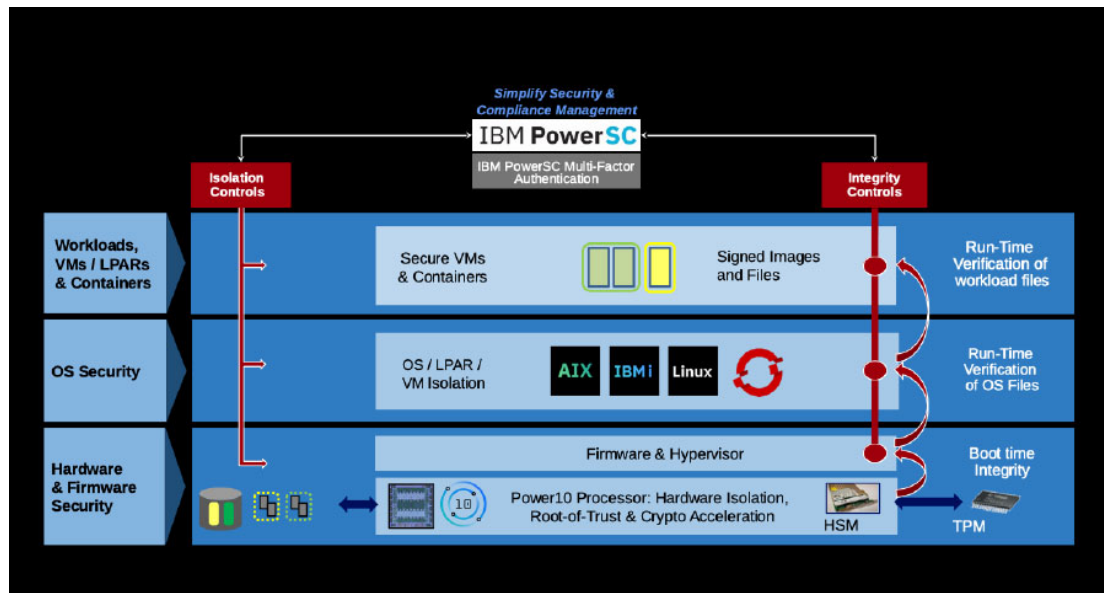 Simplify Security &
Compliance Management
IBM PowerSC
IBM PowerSC Multi-Factor
Authentication
Isolation
Controls
Integrity
Controls
Workloads,
VMs / LPARs
& Containers
Secure VMs
& Containers
Signed Images
and Files
Run-Time
Verification of
workload files
OS Security
OS / LPAR /
VM Isolation
AIX
IBM i
Linux
Run-Time
Verification
of OS Files
Hardware
& Firmware
Security
Firmware & Hypervisor
Boot time
Integrity
10
Power10 Processor: Hardware Isolation,
Root-of-Trust & Crypto Acceleration
HSM
TPM